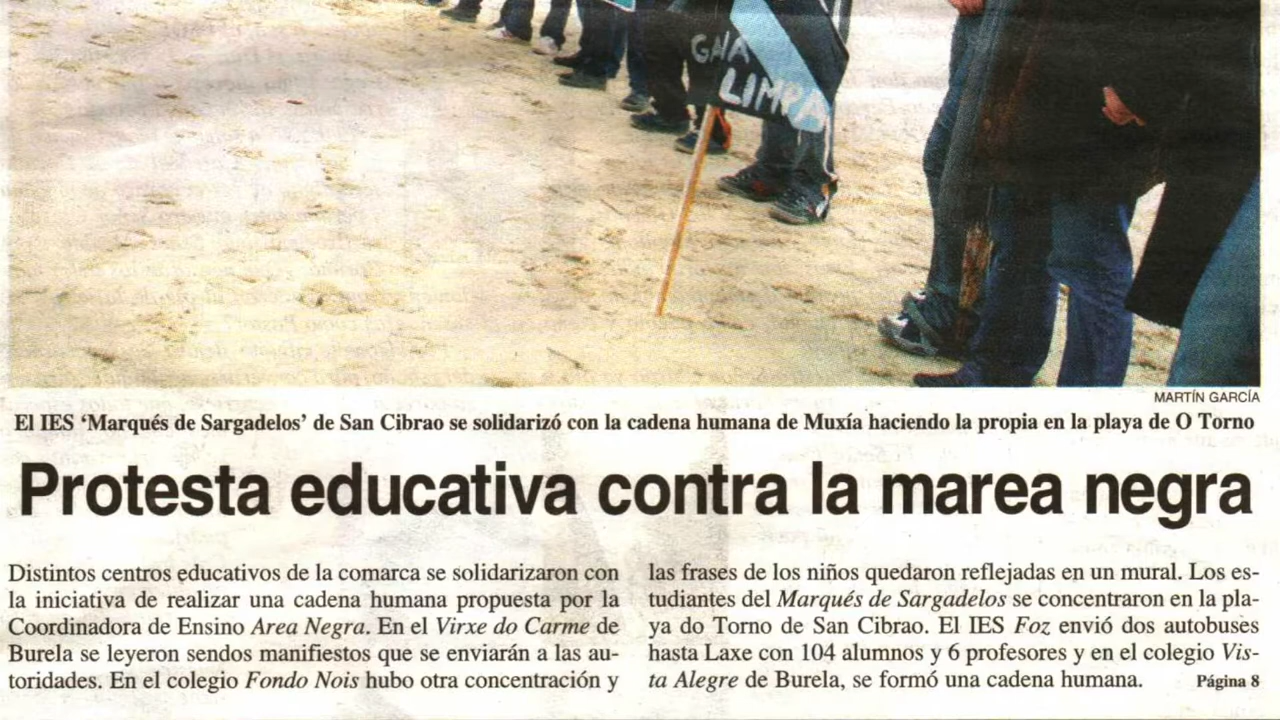 GAIA
LIMPA
MARTÍN GARCÍA
El IES ‘Marqués de Sargadelos’ de San Cibrao se solidarizó con la cadena humana de Muxía haciendo la propia en la playa de O Torno
Protesta educativa contra la marea negra
Distintos centros educativos de la comarca se solidarizaron con
la iniciativa de realizar una cadena humana propuesta por la
Coordinadora de Ensino Area Negra. En el Virxe do Carme de
Burela se leyeron sendos manifiestos que se enviarán a las au-
toridades. En el colegio Fondo Nois hubo otra concentración y
las frases de los niños quedaron reflejadas en un mural. Los es-
tudiantes del Marqués de Sargadelos se concentraron en la pla-
ya do Torno de San Cibrao. El IES Foz envió dos autobuses
hasta Laxe con 104 alumnos y 6 profesores y en el colegio Vis-
ta Alegre de Burela, se formó una cadena humana. Página 8